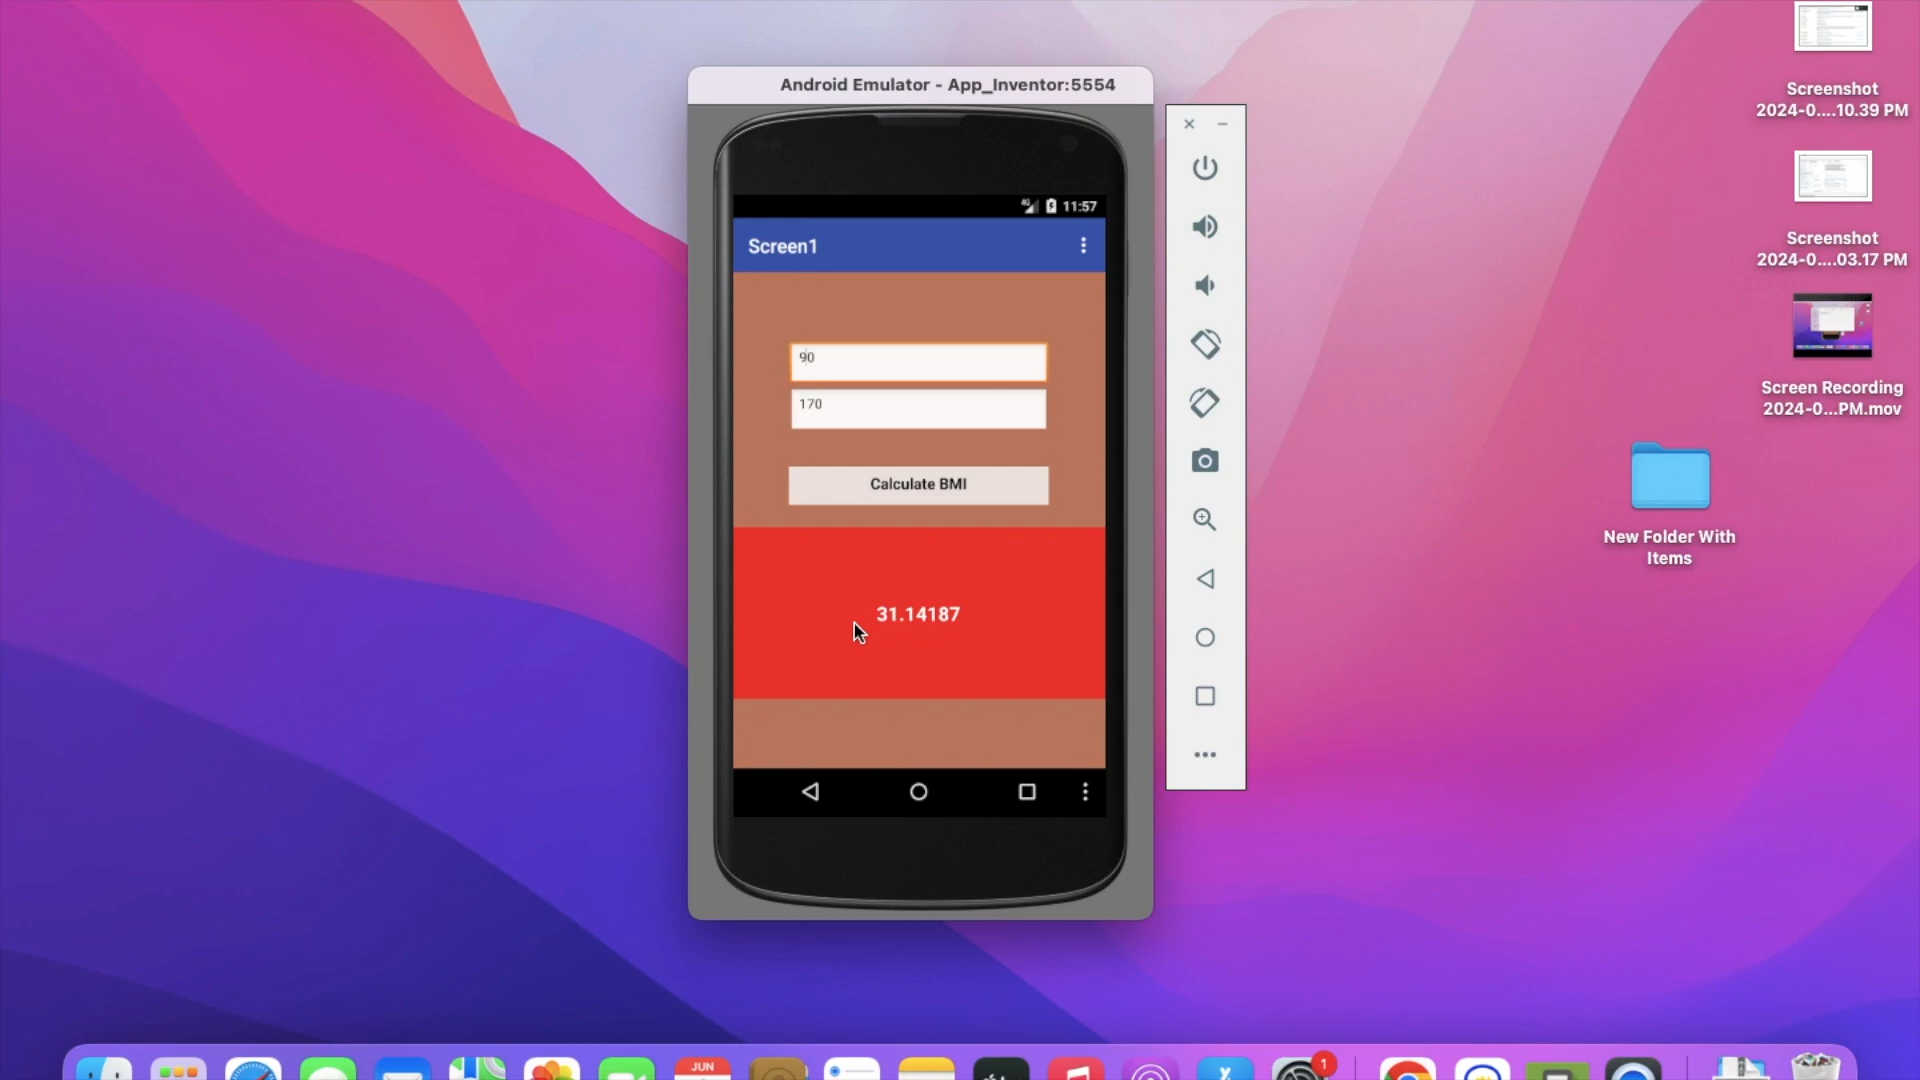 Android Emulator - App_Inventor:5554
4G
11:57
Screen1
90
170
Calculate BMI
31.14187
Screenshot
2024-0....10.39 PM
Screenshot
2024-0....03.17 PM
Screen Recording
2024-0...PM.mov
New Folder With
Items
JUN
1